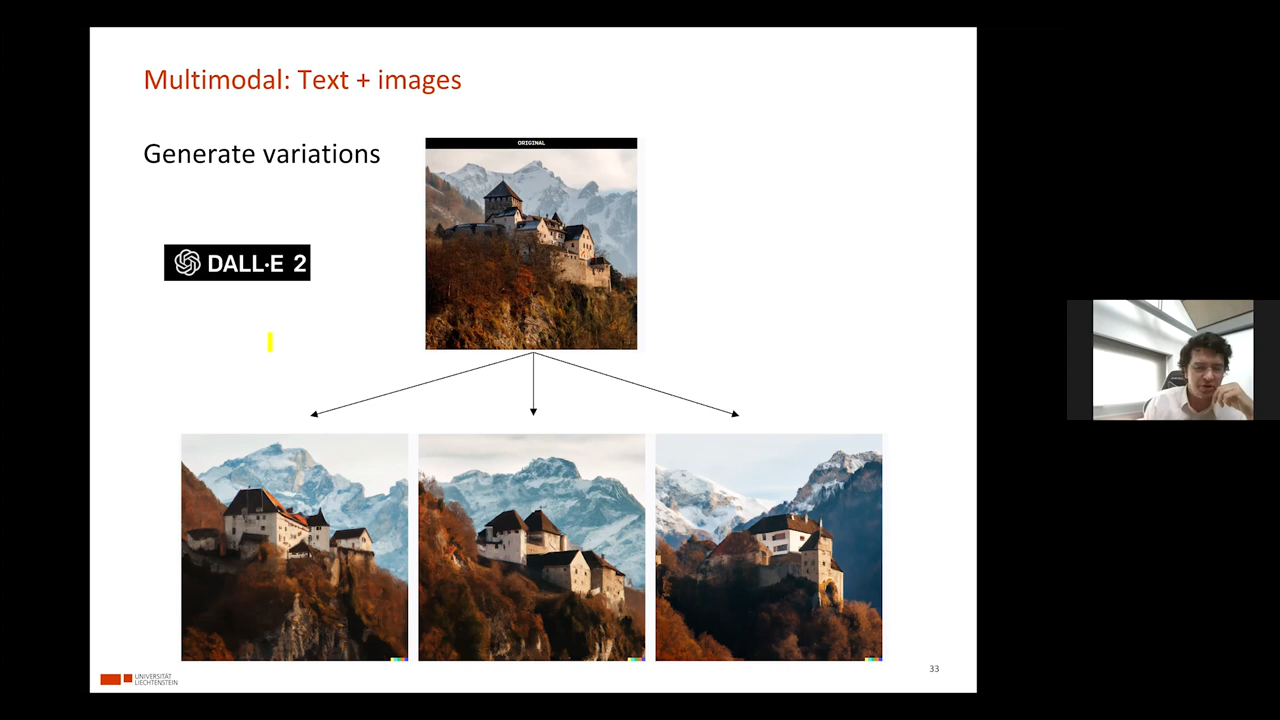 Multimodal: Text + images
Generate variations
ORIGINAL
DALL·E 2
UNIVERSITÄT
LIECHTENSTEIN
33